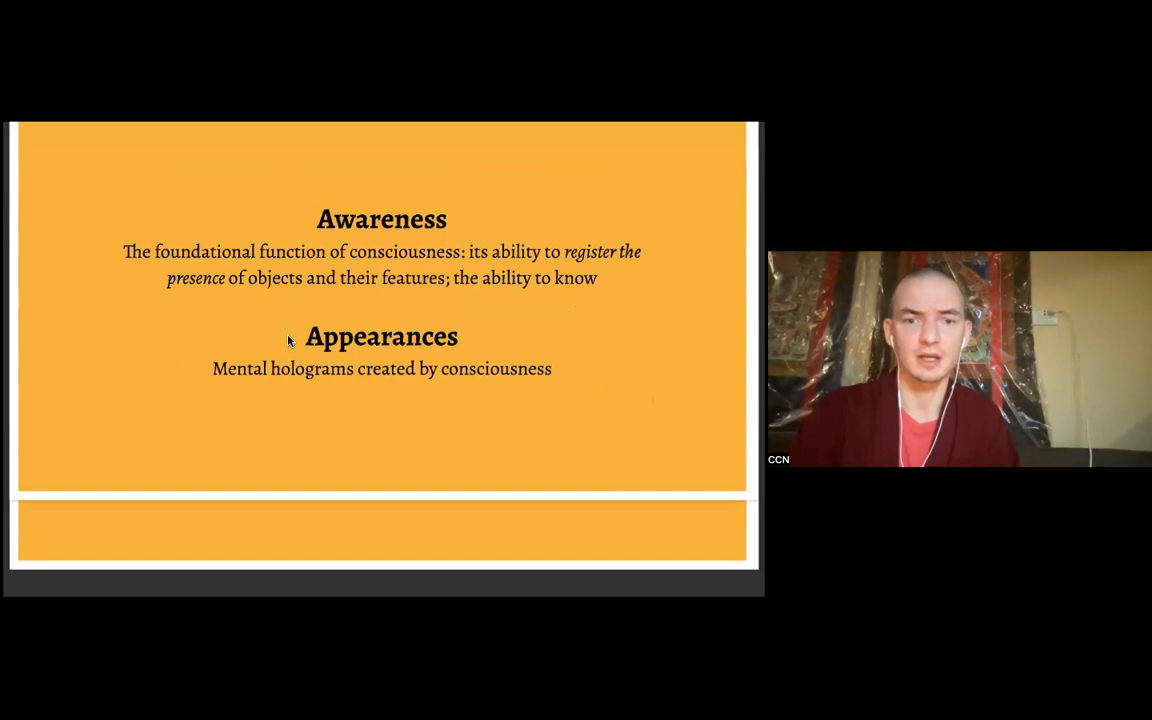 Awareness
The foundational function of consciousness: its ability to register the
presence of objects and their features; the ability to know
Appearances
Mental holograms created by consciousness
CCN